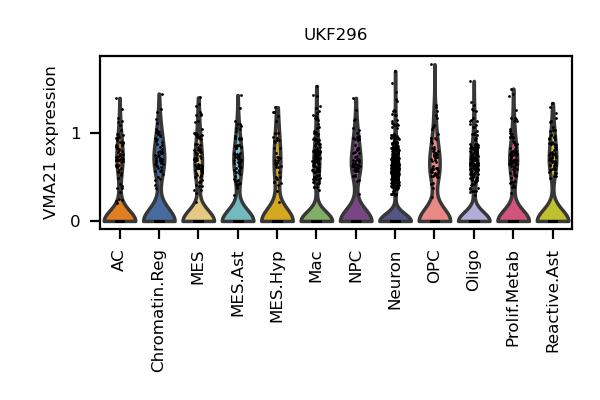 UKF296
VMA21 expression
1
0
AC
Chromatin.Reg
MES
MES.Ast
MES.Hyp
Mac
NPC
Neuron
OPC
Oligo
Prolif.Metab
Reactive.Ast